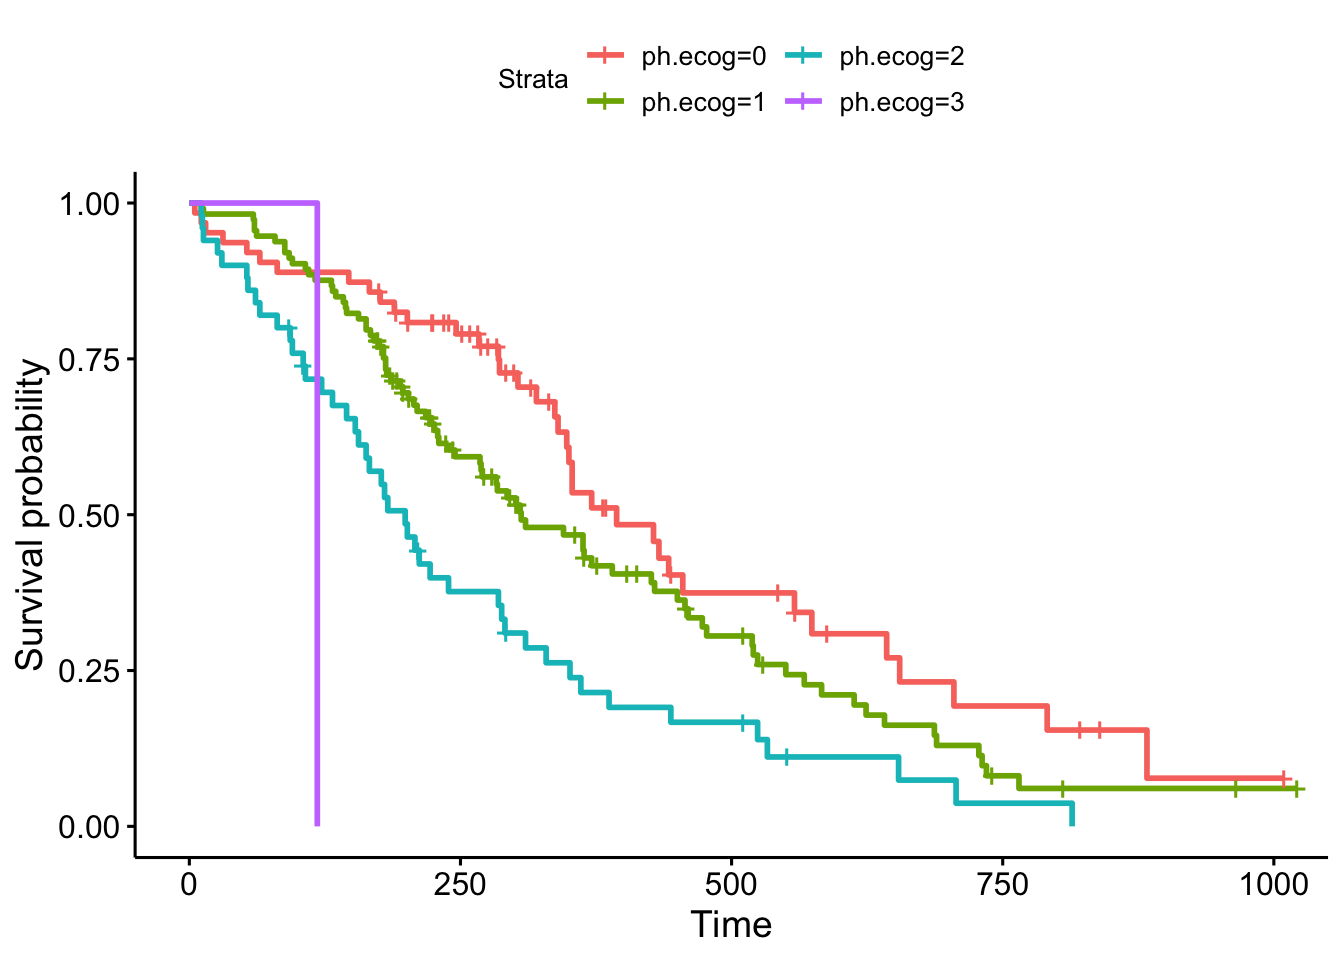 Strata
ph.ecog=0
ph.ecog=2
ph.ecog=1
ph.ecog=3
Survival probability
1.00
0.75
0.50
0.25
0.00
0 250 500 750 1000
Time